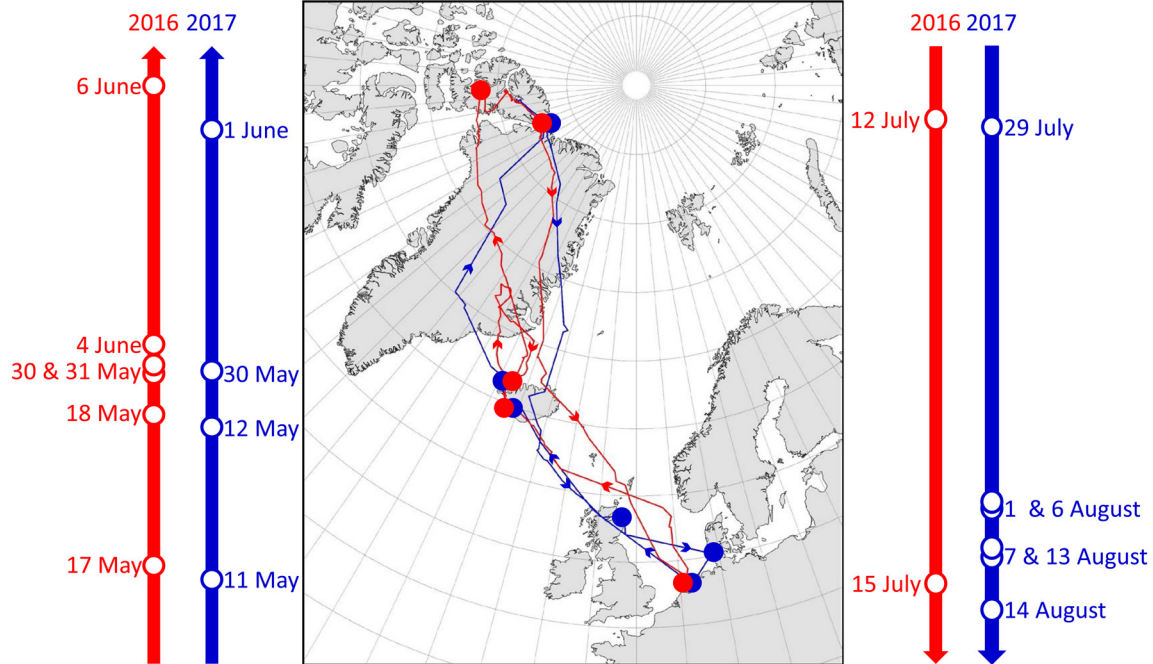 2016 2017
6 June
1 June
4 June
30 & 31 May
30 May
18 May
12 May
17 May
11 May
2016 2017
12 July
29 July
1 & 6 August
7 & 13 August
15 July
14 August